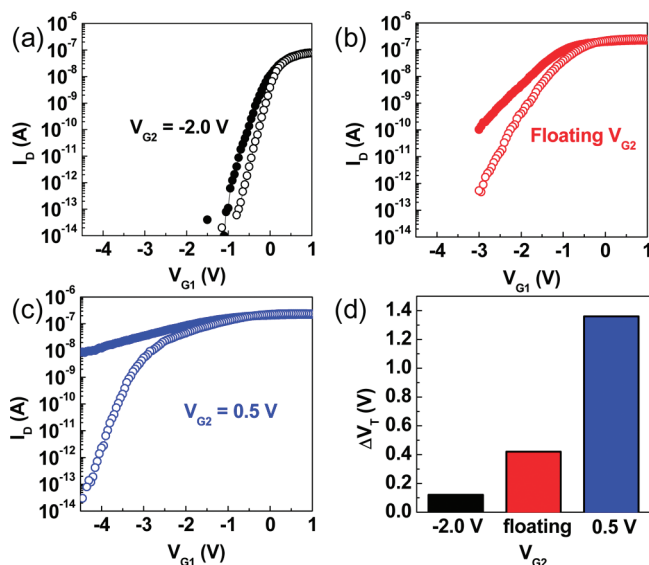 (a)
10⁻⁶
10⁻⁷
10⁻⁸
10⁻⁹
10⁻¹⁰
10⁻¹¹
10⁻¹²
10⁻¹³
10⁻¹⁴
I_D (A)
V_G2 = -2.0 V
-4 -3 -2 -1 0 1
V_G1 (V)
(b)
10⁻⁶
10⁻⁷
10⁻⁸
10⁻⁹
10⁻¹⁰
10⁻¹¹
10⁻¹²
10⁻¹³
10⁻¹⁴
I_D (A)
Floating V_G2
-4 -3 -2 -1 0 1
V_G1 (V)
(c)
10⁻⁶
10⁻⁷
10⁻⁸
10⁻⁹
10⁻¹⁰
10⁻¹¹
10⁻¹²
10⁻¹³
10⁻¹⁴
I_D (A)
V_G2 = 0.5 V
-5 -4 -3 -2 -1 0 1
V_G1 (V)
(d)
1.4
1.2
1.0
0.8
0.6
0.4
0.2
0.0
ΔV_T (V)
-2.0 V floating 0.5 V
V_G2